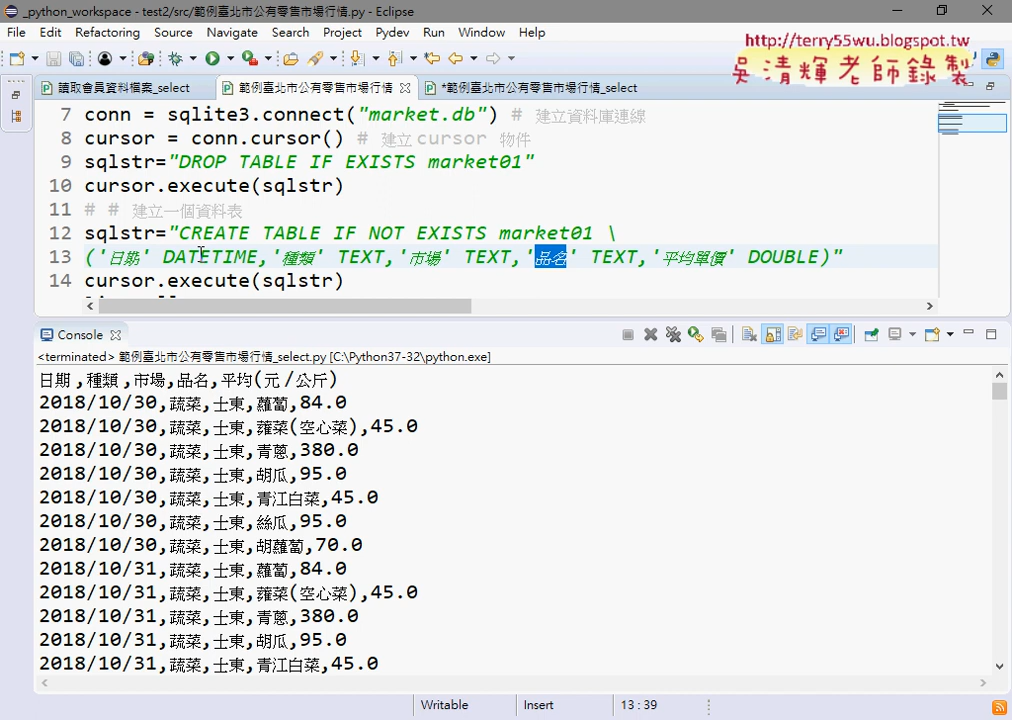 _python_workspace - test2/src/範例臺北市公有零售市場行情.py - Eclipse
File Edit Refactoring Source Navigate Search Project Pydev Run Window Help
http://terry55wu.blogspot.tw
吳清輝老師錄製
讀取會員資料檔案_select 範例臺北市公有零售市場行情 *範例臺北市公有零售市場行情_select
7 conn = sqlite3.connect("market.db") # 建立資料庫連線
8 cursor = conn.cursor() # 建立cursor 物件
9 sqlstr="DROP TABLE IF EXISTS market01"
10 cursor.execute(sqlstr)
11 # # 建立一個資料表
12 sqlstr="CREATE TABLE IF NOT EXISTS market01 \
13 ('日期' DATETIME,'種類' TEXT,'市場' TEXT,'品名' TEXT,'平均單價' DOUBLE)"
14 cursor.execute(sqlstr)
Console
<terminated> 範例臺北市公有零售市場行情_select.py [C:\Python37-32\python.exe]
日期,種類,市場,品名,平均(元/公斤)
2018/10/30,蔬菜,士東,蘿蔔,84.0
2018/10/30,蔬菜,士東,蕹菜(空心菜),45.0
2018/10/30,蔬菜,士東,青蔥,380.0
2018/10/30,蔬菜,士東,胡瓜,95.0
2018/10/30,蔬菜,士東,青江白菜,45.0
2018/10/30,蔬菜,士東,絲瓜,95.0
2018/10/30,蔬菜,士東,胡蘿蔔,70.0
2018/10/31,蔬菜,士東,蘿蔔,84.0
2018/10/31,蔬菜,士東,蕹菜(空心菜),45.0
2018/10/31,蔬菜,士東,青蔥,380.0
2018/10/31,蔬菜,士東,胡瓜,95.0
2018/10/31,蔬菜,士東,青江白菜,45.0
Writable Insert 13 : 39